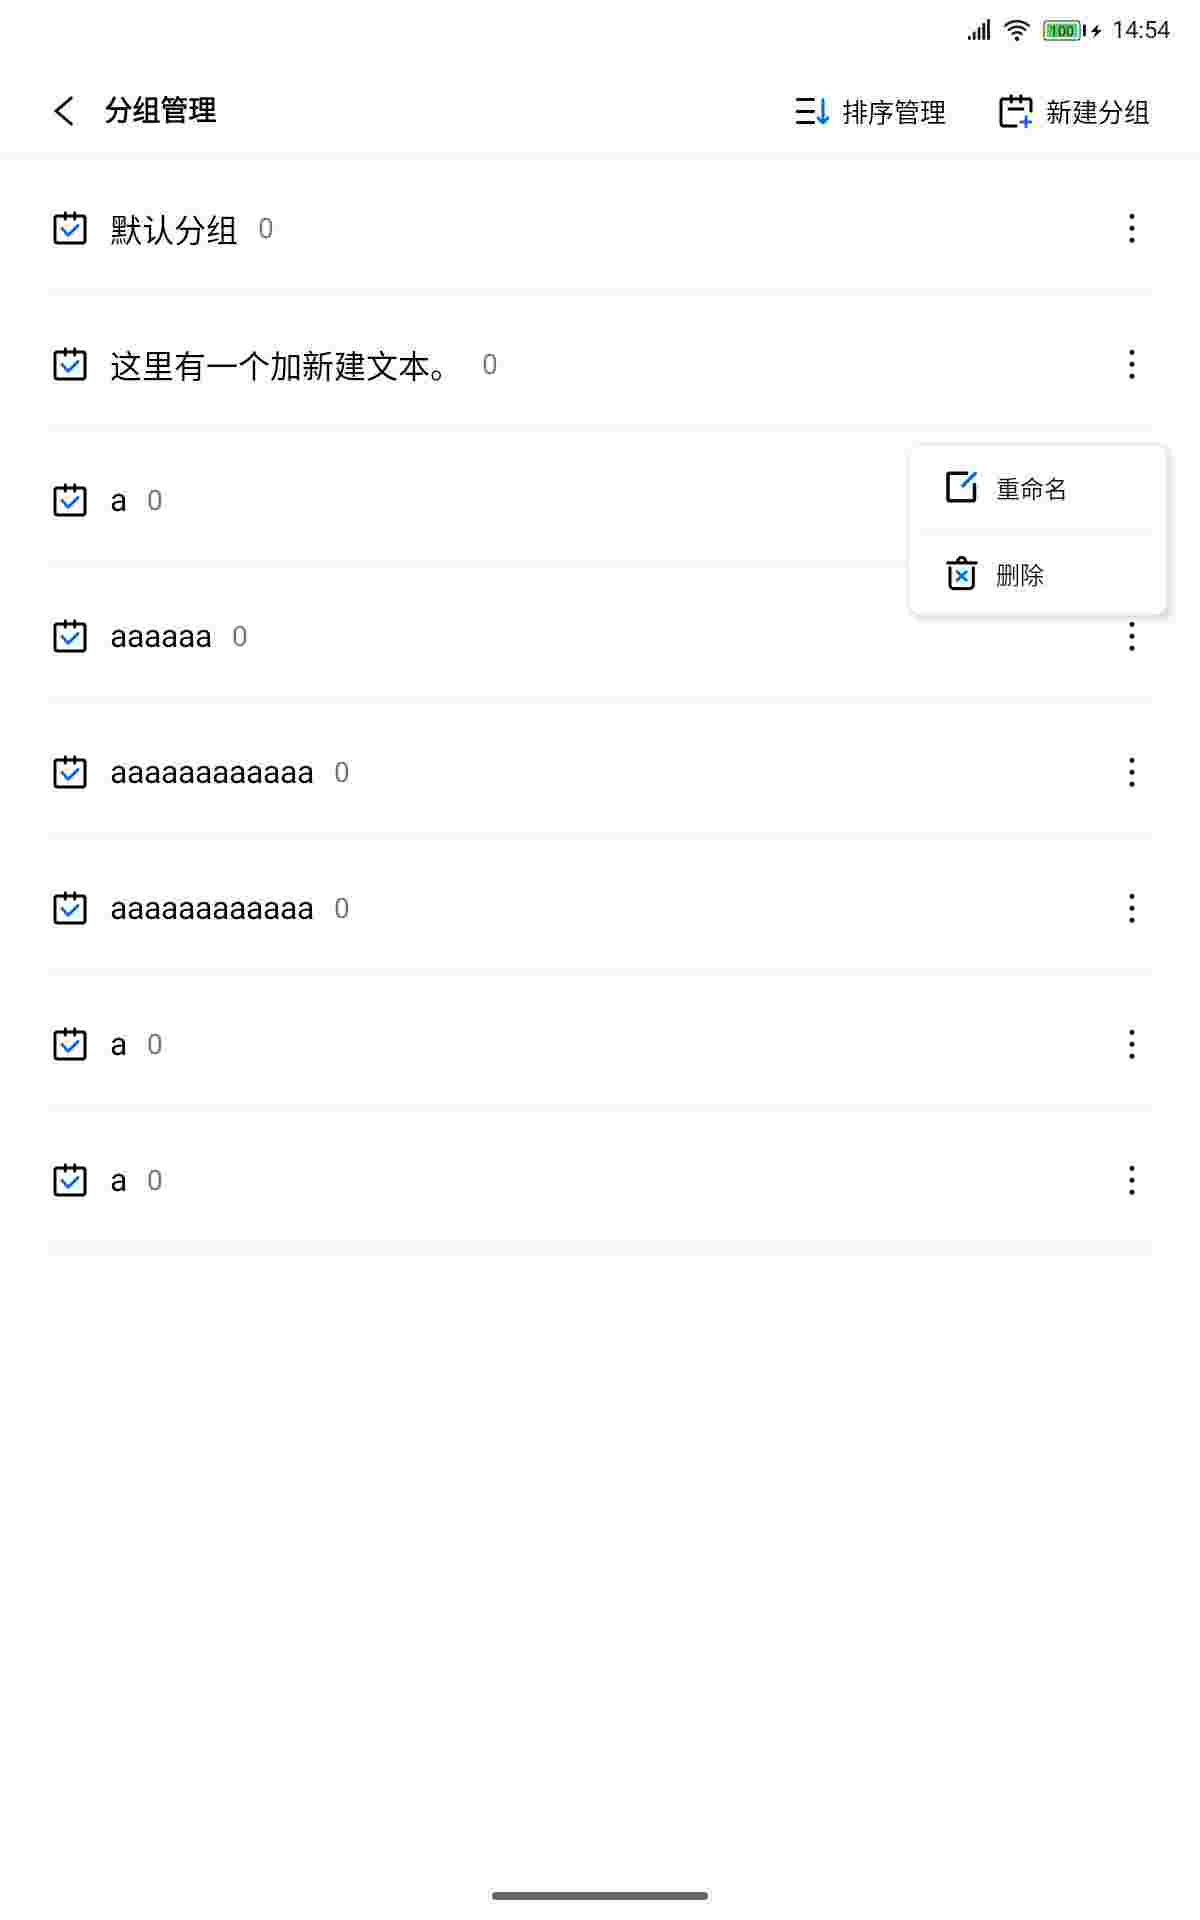 100 14:54
分组管理 排序管理 新建分组
默认分组 0
这里有一个加新建文本。 0
a 0
重命名
删除
aaaaaa 0
aaaaaaaaaaaa 0
aaaaaaaaaaaa 0
a 0
a 0